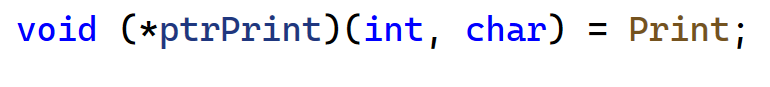 void (*ptrPrint)(int, char) = Print;